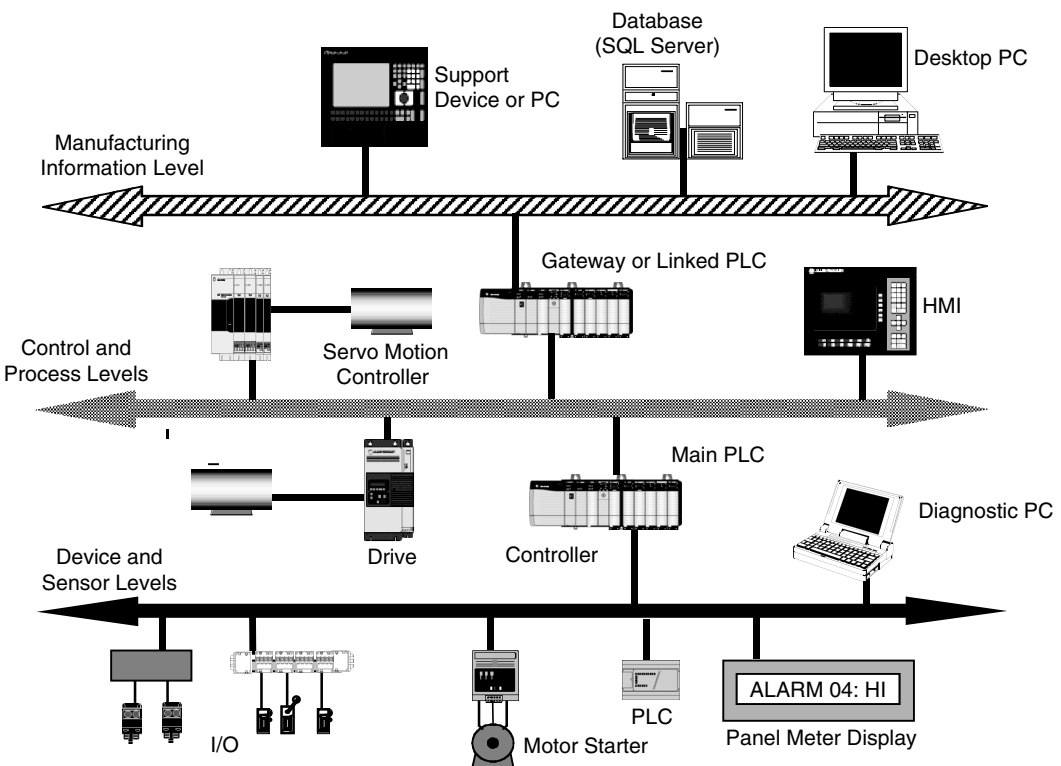 Database
(SQL Server)
Support
Device or PC
Desktop PC
Manufacturing
Information Level
Gateway or Linked PLC
HMI
Servo Motion
Controller
Control and
Process Levels
Main PLC
Diagnostic PC
Drive
Controller
Device and
Sensor Levels
ALARM 04: HI
I/O
Motor Starter
PLC
Panel Meter Display